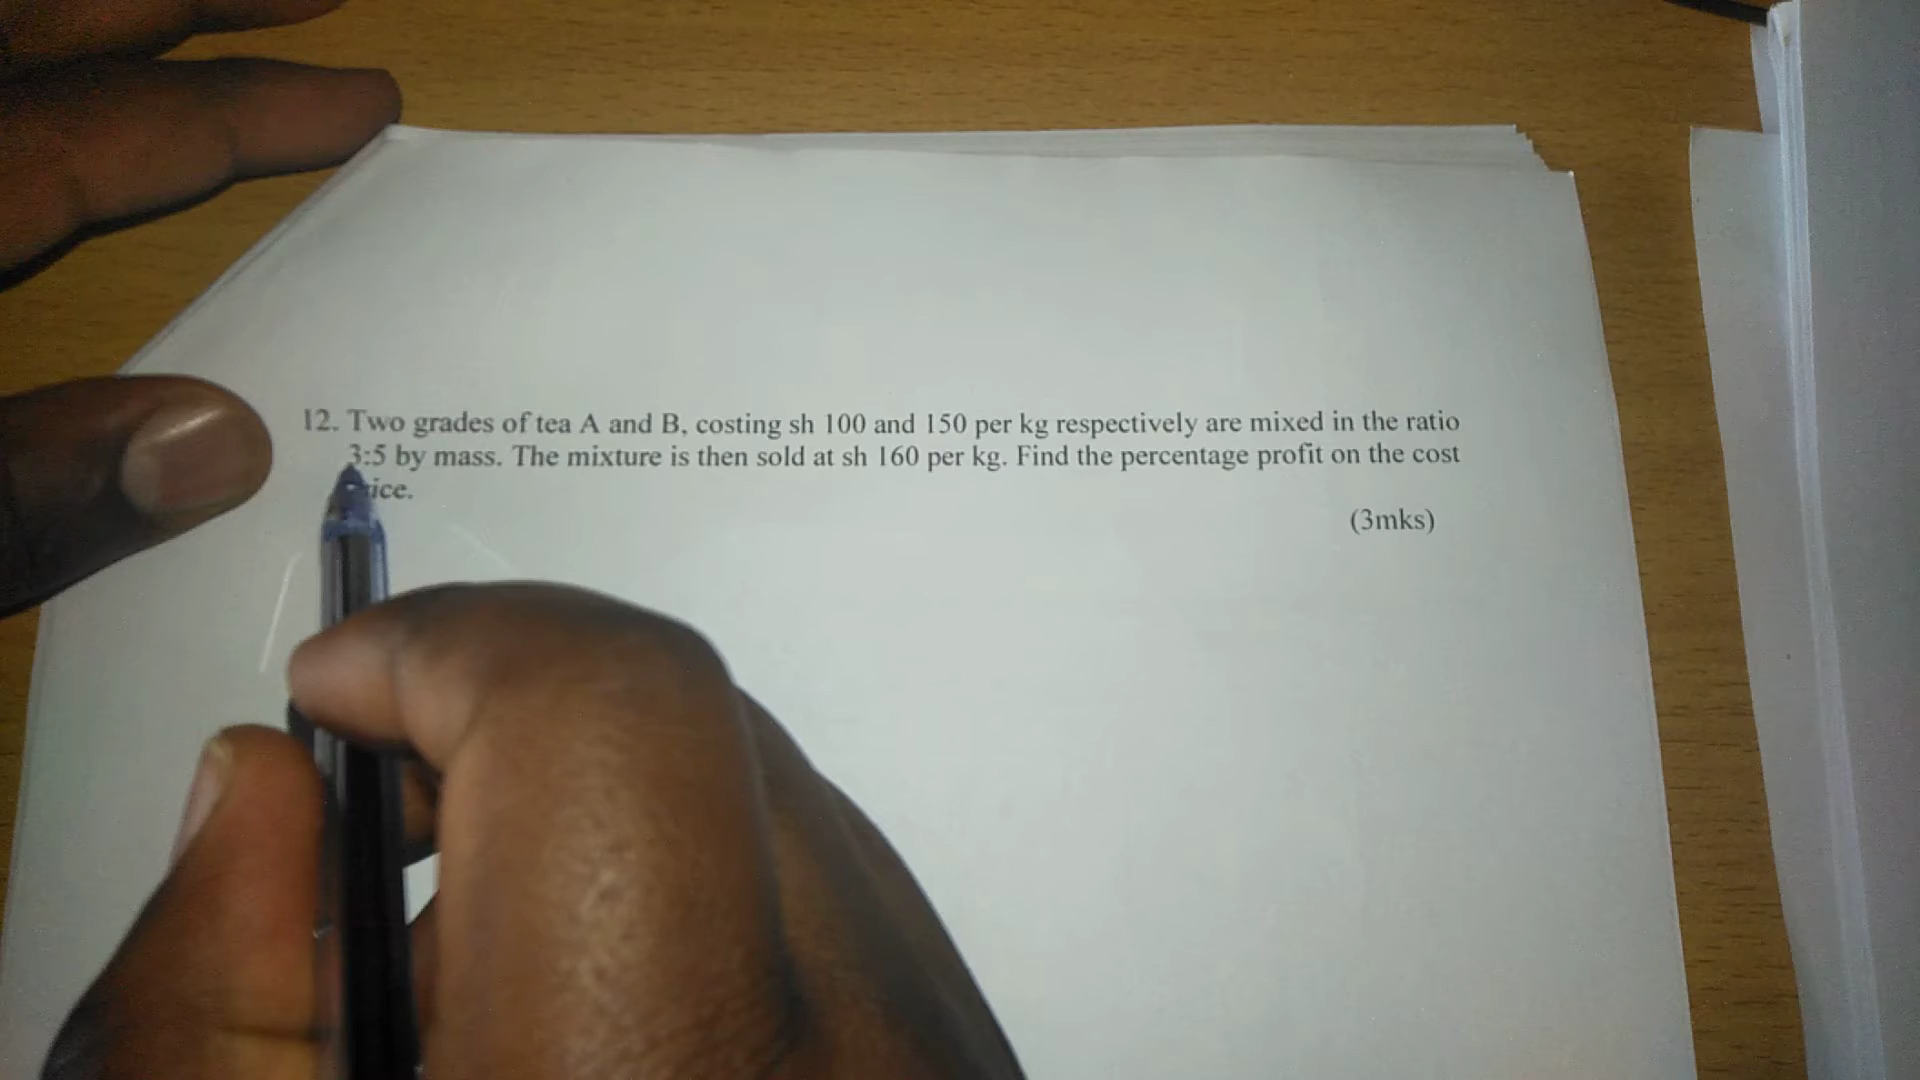 12. Two grades of tea A and B, costing sh 100 and 150 per kg respectively are mixed in the ratio
3:5 by mass. The mixture is then sold at sh 160 per kg. Find the percentage profit on the cost
(3mks)